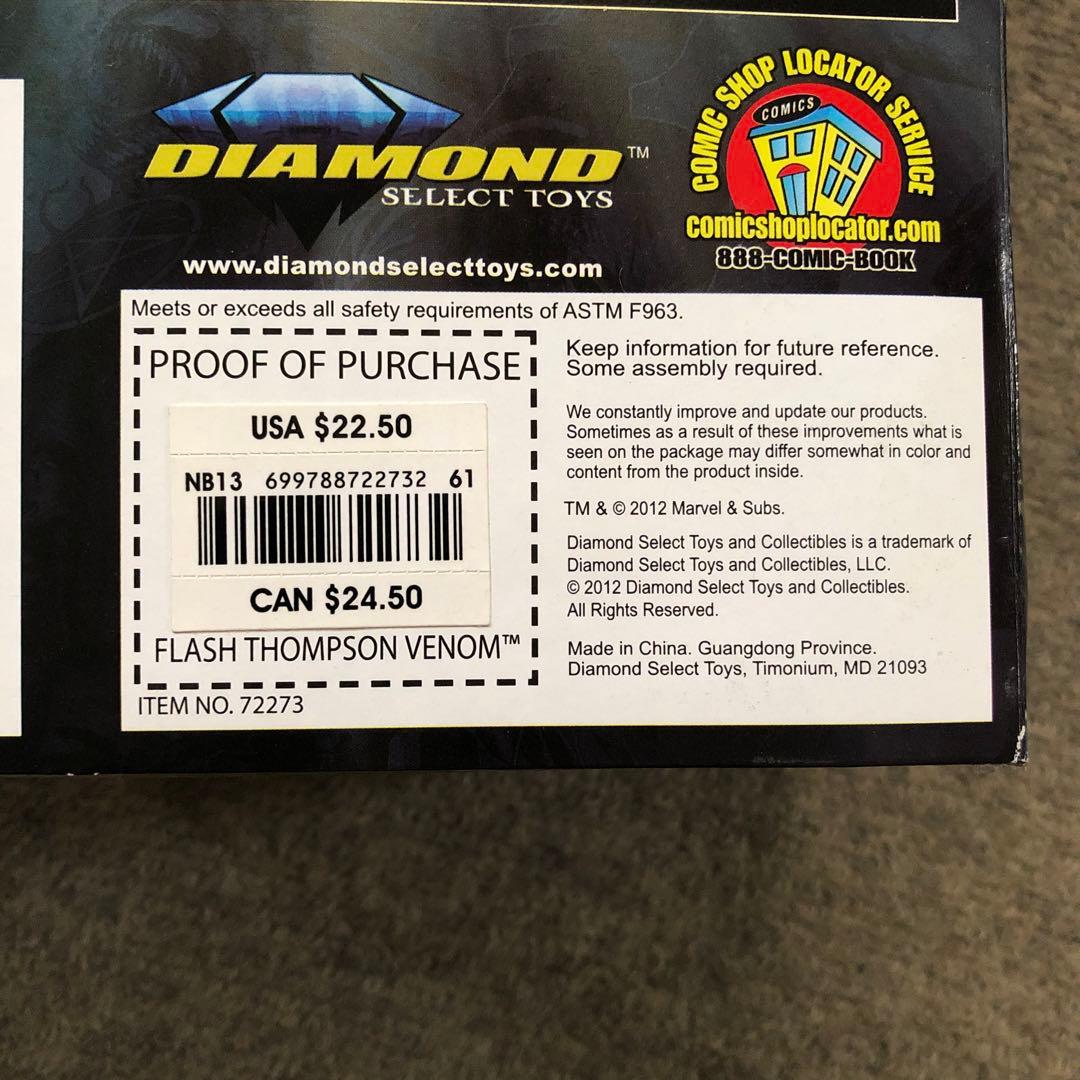 DIAMOND™
SELECT TOYS
www.diamondselecttoys.com
COMIC SHOP LOCATOR SERVICE
COMICS
comicshoplocator.com
888-COMIC-BOOK
Meets or exceeds all safety requirements of ASTM F963.
PROOF OF PURCHASE
USA $22.50
NB13 699788722732 61
CAN $24.50
FLASH THOMPSON VENOM™
ITEM NO. 72273
Keep information for future reference.
Some assembly required.
We constantly improve and update our products.
Sometimes as a result of these improvements what is
seen on the package may differ somewhat in color and
content from the product inside.
TM & © 2012 Marvel & Subs.
Diamond Select Toys and Collectibles is a trademark of
Diamond Select Toys and Collectibles, LLC.
© 2012 Diamond Select Toys and Collectibles.
All Rights Reserved.
Made in China. Guangdong Province.
Diamond Select Toys, Timonium, MD 21093